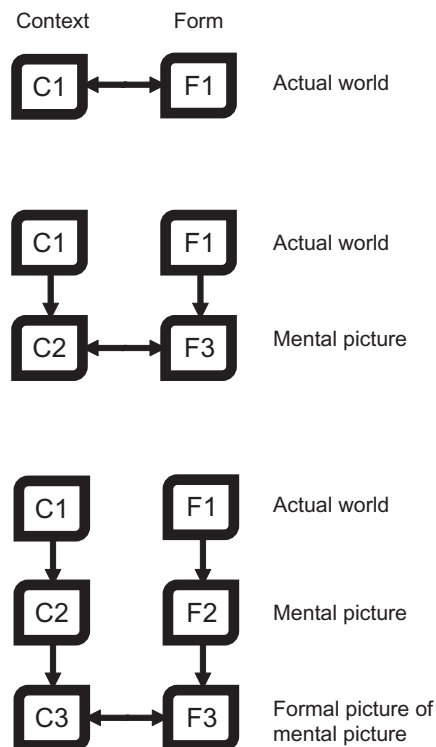 Context Form
C1 F1 Actual world
C1 F1 Actual world
C2 F3 Mental picture
C1 F1 Actual world
C2 F2 Mental picture
C3 F3 Formal picture of
mental picture